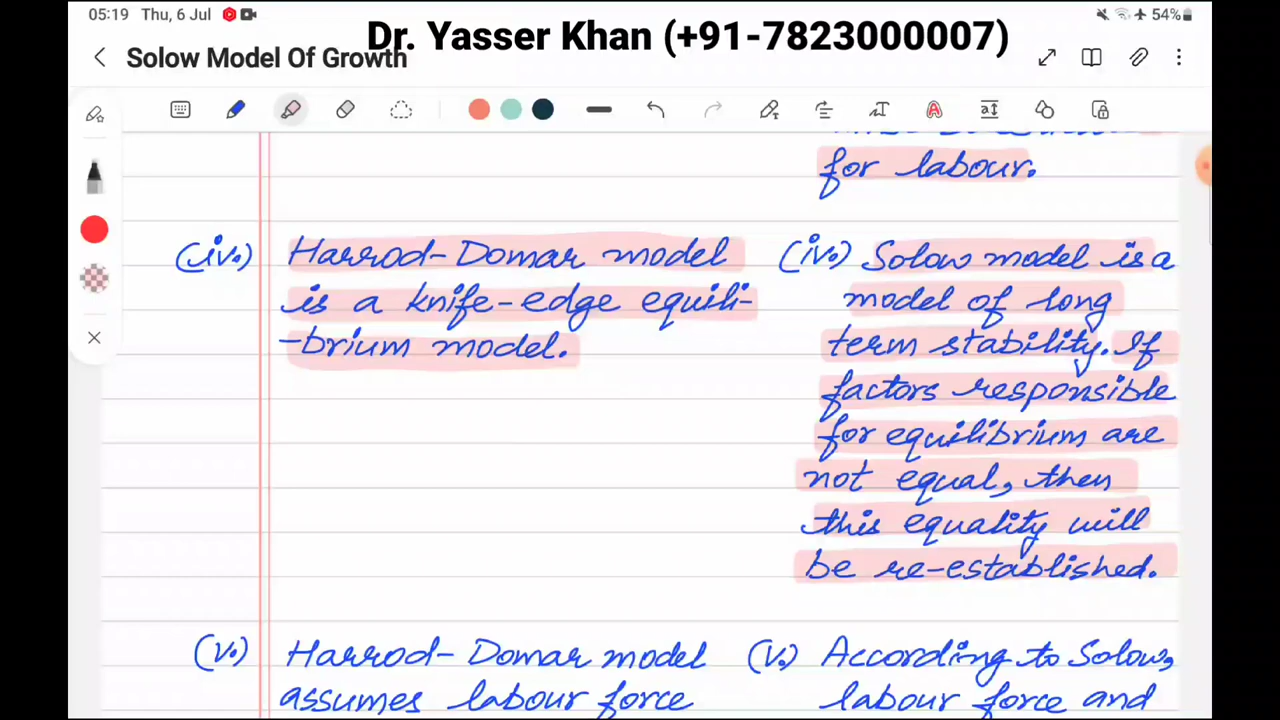 05:19 Thu, 6 Jul
54%
Dr. Yasser Khan (+91-7823000007)
Solow Model Of Growth
for labour.
(iv.) Harrod-Domar model
is a knife-edge equili-
-brium model.
(iv.) Solow model is a
model of long
term stability. If
factors responsible
for equilibrium are
not equal, then
this equality will
be re-established.
(v.) Harrod-Domar model
assumes labour force
(v.) According to Solow,
labour force and